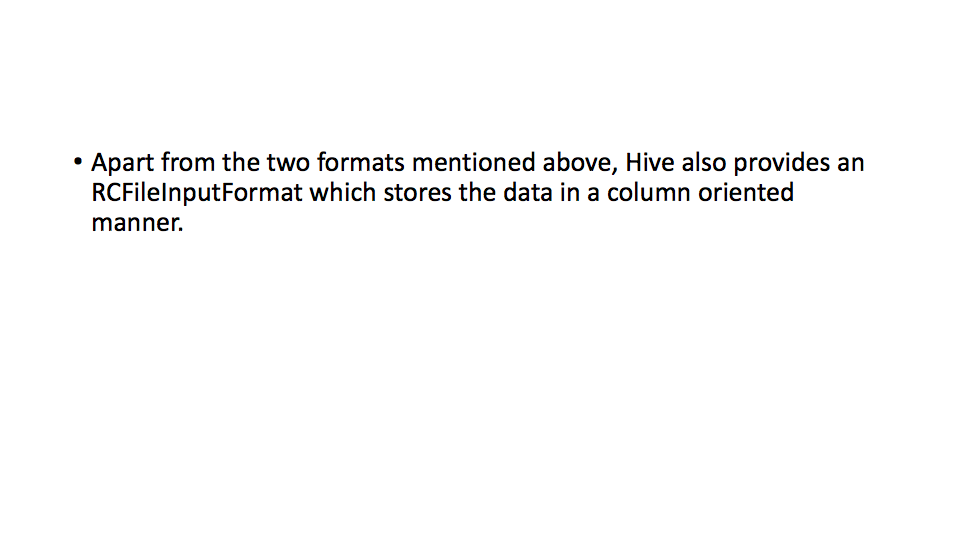 • Apart from the two formats mentioned above, Hive also provides an
RCFileInputFormat which stores the data in a column oriented
manner.